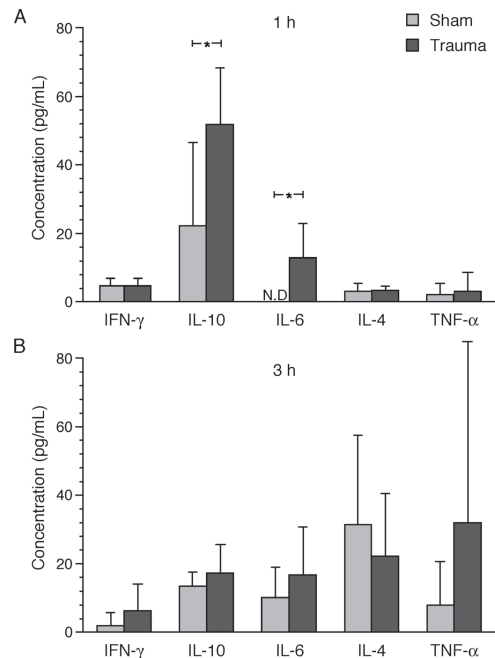 A
1 h
Sham
Trauma
Concentration (pg/mL)
80
60
40
20
0
*
*
N.D
IFN-γ IL-10 IL-6 IL-4 TNF-α
B
3 h
Concentration (pg/mL)
80
60
40
20
0
IFN-γ IL-10 IL-6 IL-4 TNF-α